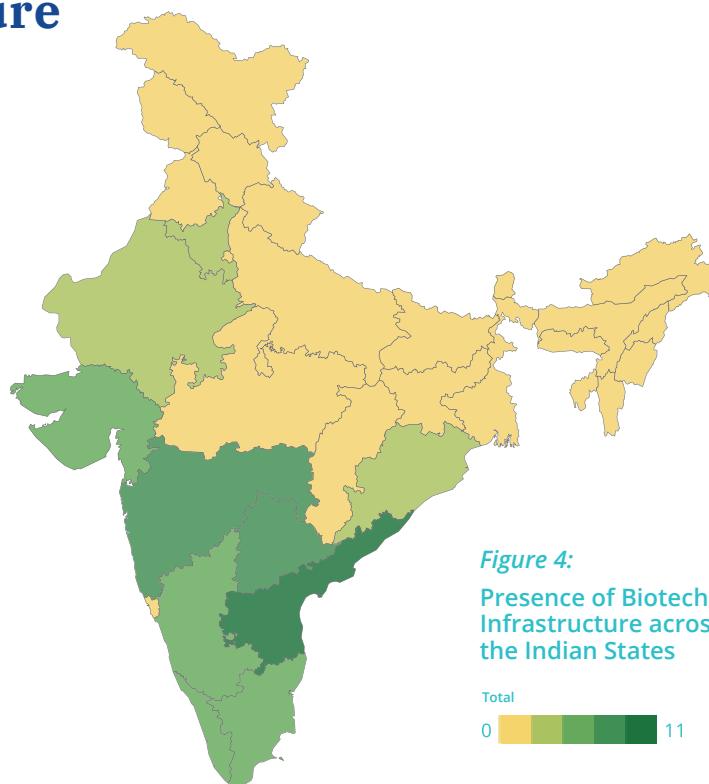 ure
Figure 4:
Presence of Biotech
Infrastructure acros
the Indian States
Total
0 11